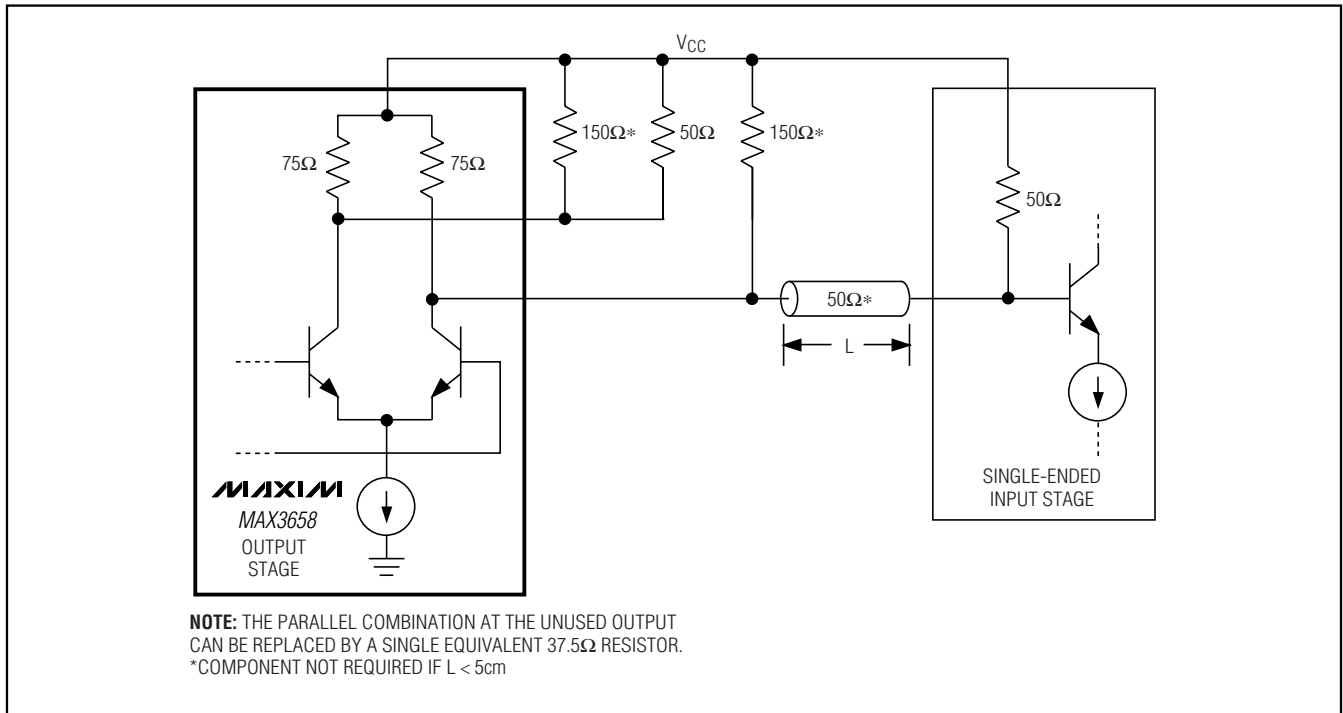 VCC
150Ω*
50Ω
150Ω*
75Ω
75Ω
50Ω
50Ω*
L
MAXIM
MAX3658
OUTPUT
STAGE
SINGLE-ENDED
INPUT STAGE
NOTE: THE PARALLEL COMBINATION AT THE UNUSED OUTPUT
CAN BE REPLACED BY A SINGLE EQUIVALENT 37.5Ω RESISTOR.
*COMPONENT NOT REQUIRED IF L < 5cm